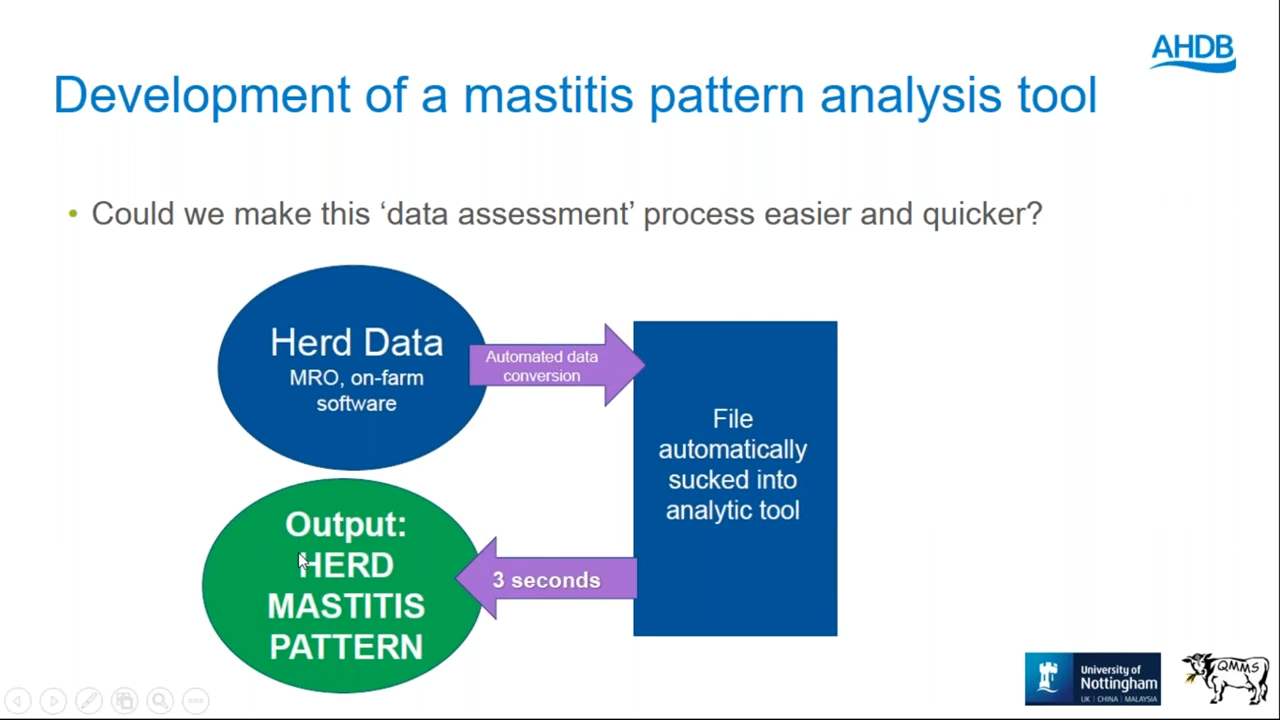 AHDB
Development of a mastitis pattern analysis tool
• Could we make this ‘data assessment’ process easier and quicker?
Herd Data
MRO, on-farm
software
Automated data
conversion
File
automatically
sucked into
analytic tool
3 seconds
Output:
HERD
MASTITIS
PATTERN
University of
Nottingham
UK | CHINA | MALAYSIA
QMMS